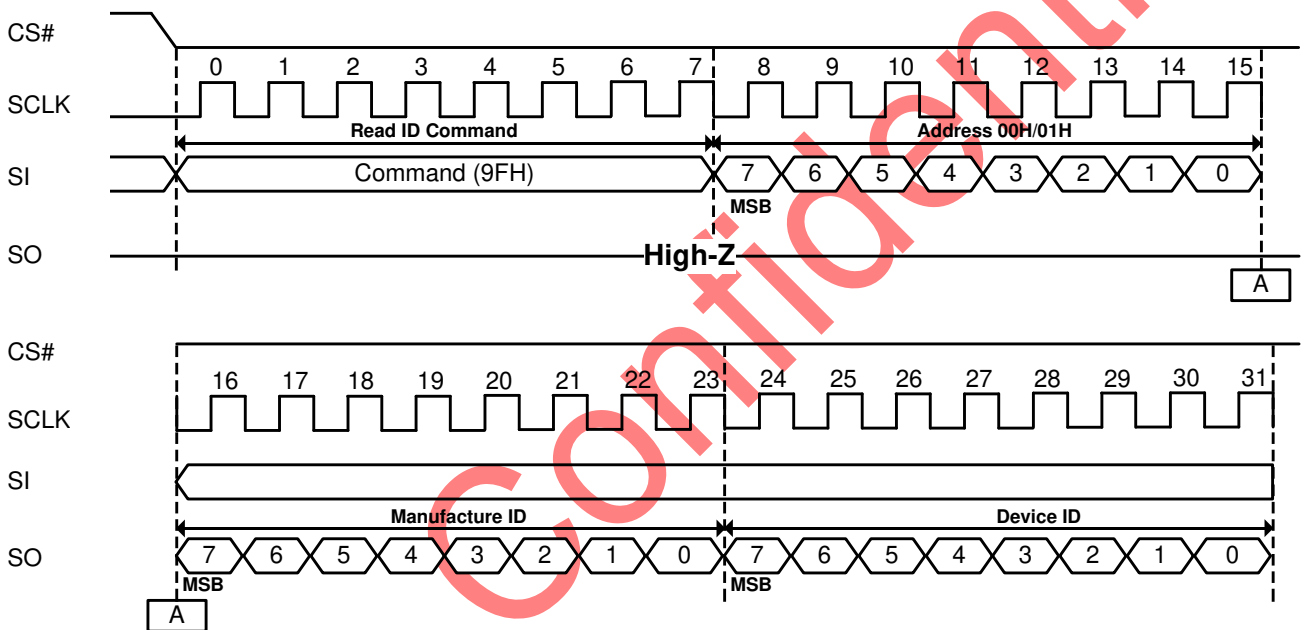 CS#
0 1 2 3 4 5 6 7 8 9 10 11 12 13 14 15
SCLK
Read ID Command Address 00H/01H
SI Command (9FH) 7 6 5 4 3 2 1 0
MSB
SO High-Z
A
CS#
16 17 18 19 20 21 22 23 24 25 26 27 28 29 30 31
SCLK
SI
Manufacture ID Device ID
SO 7 6 5 4 3 2 1 0 7 6 5 4 3 2 1 0
MSB MSB
A
Confident